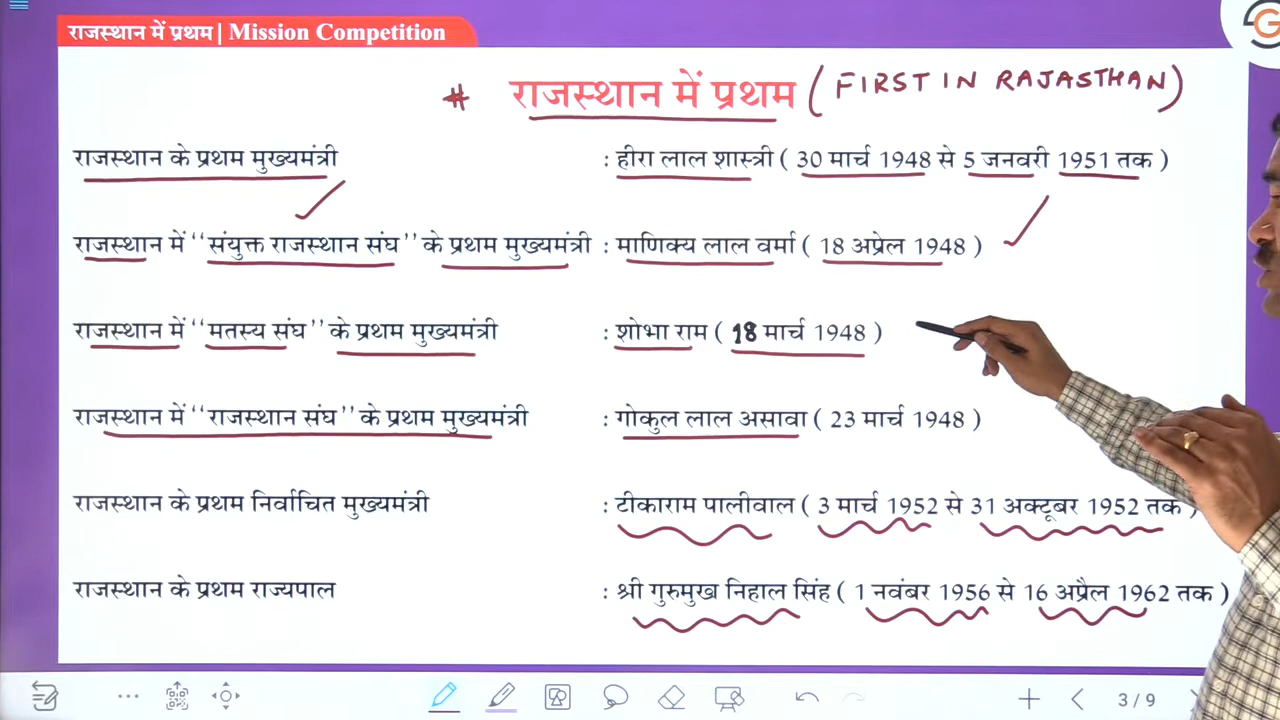 राजस्थान में प्रथम | Mission Competition
# राजस्थान में प्रथम ( FIRST IN RAJASTHAN )
राजस्थान के प्रथम मुख्यमंत्री : हीरा लाल शास्त्री ( 30 मार्च 1948 से 5 जनवरी 1951 तक )
राजस्थान में ‘‘संयुक्त राजस्थान संघ’’ के प्रथम मुख्यमंत्री : माणिक्य लाल वर्मा ( 18 अप्रेल 1948 )
राजस्थान में ‘‘मतस्य संघ’’ के प्रथम मुख्यमंत्री : शोभा राम ( 18 मार्च 1948 )
राजस्थान में ‘‘राजस्थान संघ’’ के प्रथम मुख्यमंत्री : गोकुल लाल असावा ( 23 मार्च 1948 )
राजस्थान के प्रथम निर्वाचित मुख्यमंत्री : टीकाराम पालीवाल ( 3 मार्च 1952 से 31 अक्टूबर 1952 तक )
राजस्थान के प्रथम राज्यपाल : श्री गुरुमुख निहाल सिंह ( 1 नवंबर 1956 से 16 अप्रैल 1962 तक )
3 / 9